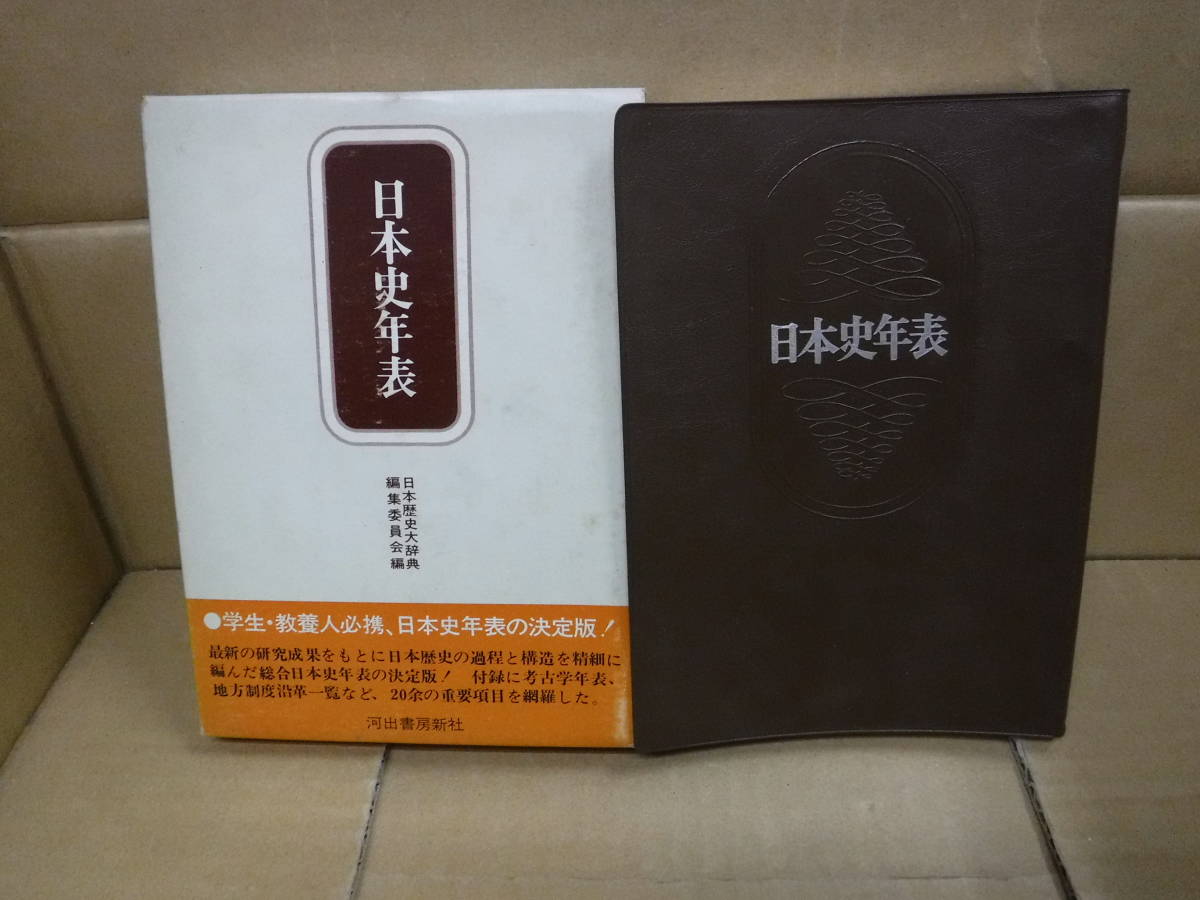 日本史年表
日本歴史大辞典
編集委員会編
●学生・教養人必携、日本史年表の決定版!
最新の研究成果をもとに日本歴史の過程と構造を精細に
編んだ総合日本史年表の決定版! 付録に考古学年表、
地方制度沿革一覧など、20余の重要項目を網羅した。
河出書房新社
日本史年表